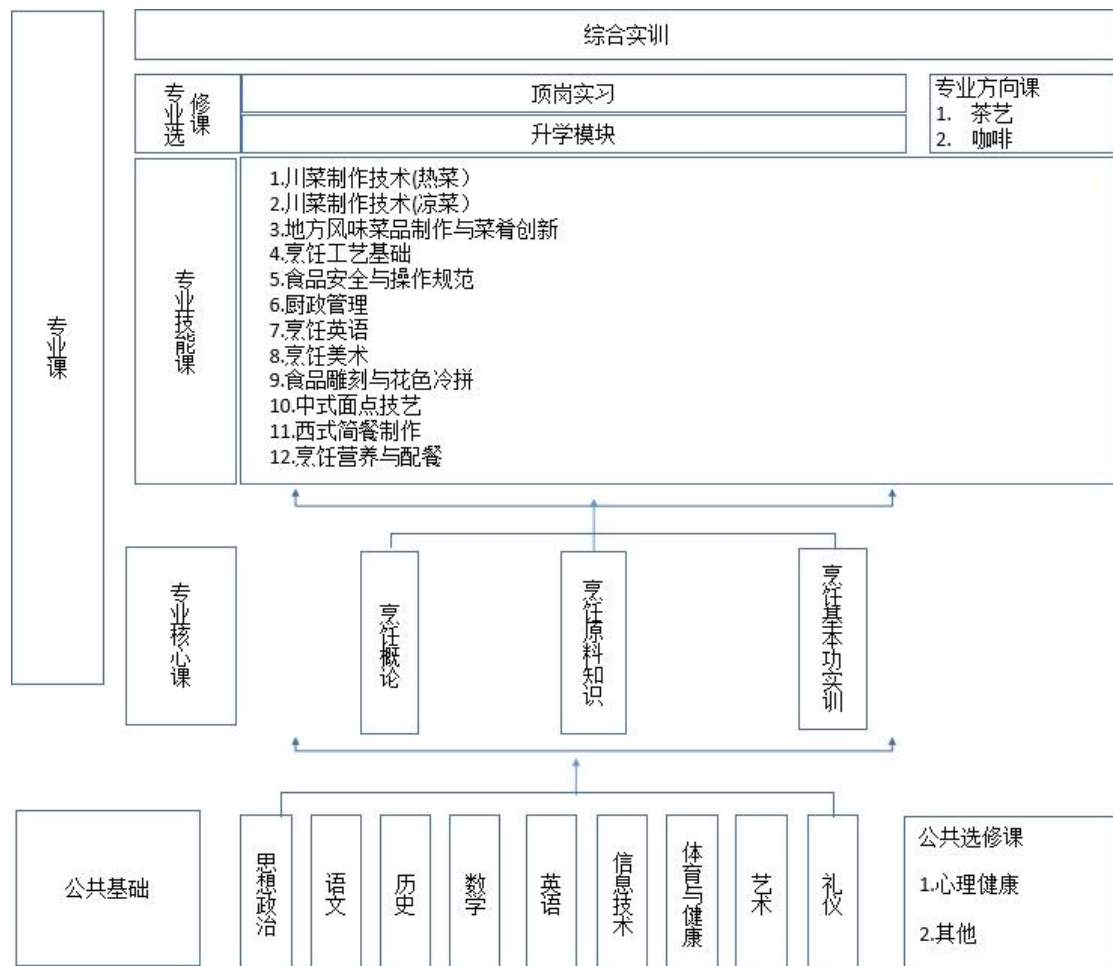 综合实训
专业选
修课
顶岗实习
升学模块
专业方向课
1. 茶艺
2. 咖啡
专业课
专业技能课
1.川菜制作技术(热菜）
2.川菜制作技术(凉菜）
3.地方风味菜品制作与菜肴创新
4.烹饪工艺基础
5.食品安全与操作规范
6.厨政管理
7.烹饪英语
8.烹饪美术
9.食品雕刻与花色冷拼
10.中式面点技艺
11.西式简餐制作
12.烹饪营养与配餐
专业核心课
烹饪概论
烹饪原料知识
烹饪基本功实训
公共基础
思想政治
语文
历史
数学
英语
信息技术
体育与健康
艺术
礼仪
公共选修课
1.心理健康
2.其他